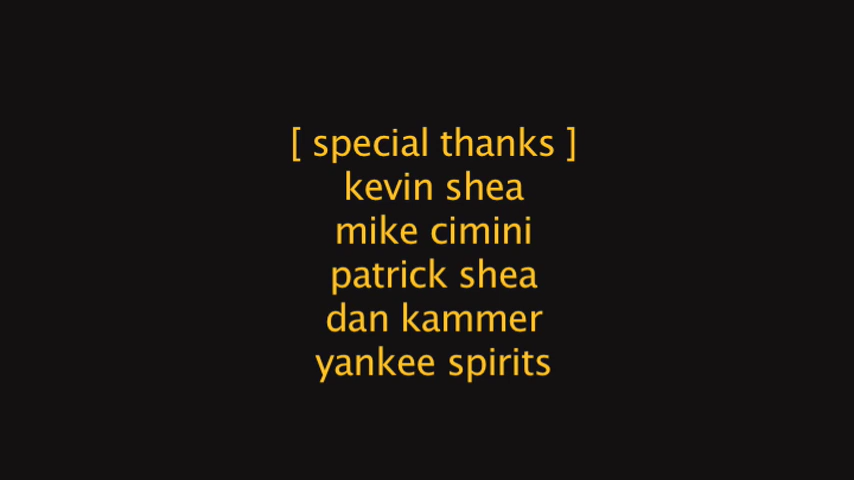 [ special thanks ]
kevin shea
mike cimini
patrick shea
dan kammer
yankee spirits